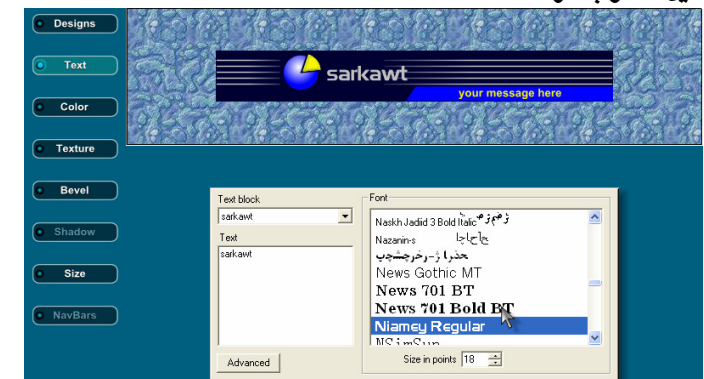 Designs
Text
Color
Texture
Bevel
Shadow
Size
NavBars
sarkawt
your message here
Text block
sarkawt
Text
sarkawt
Advanced
Font
Naskh Jadiid 3 Bold Italic
Nazanin-s
News Gothic MT
News 701 BT
News 701 Bold BT
Niamey Regular
NSimSun
Size in points 18